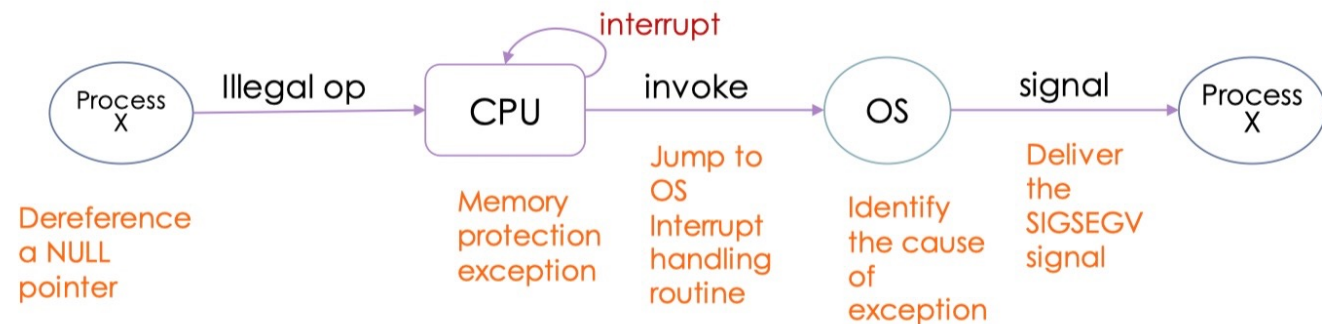 interrupt
Process
X
Illegal op
CPU
invoke
OS
signal
Process
X
Dereference
a NULL
pointer
Memory
protection
exception
Jump to
OS
Interrupt
handling
routine
Identify
the cause
of
exception
Deliver
the
SIGSEGV
signal